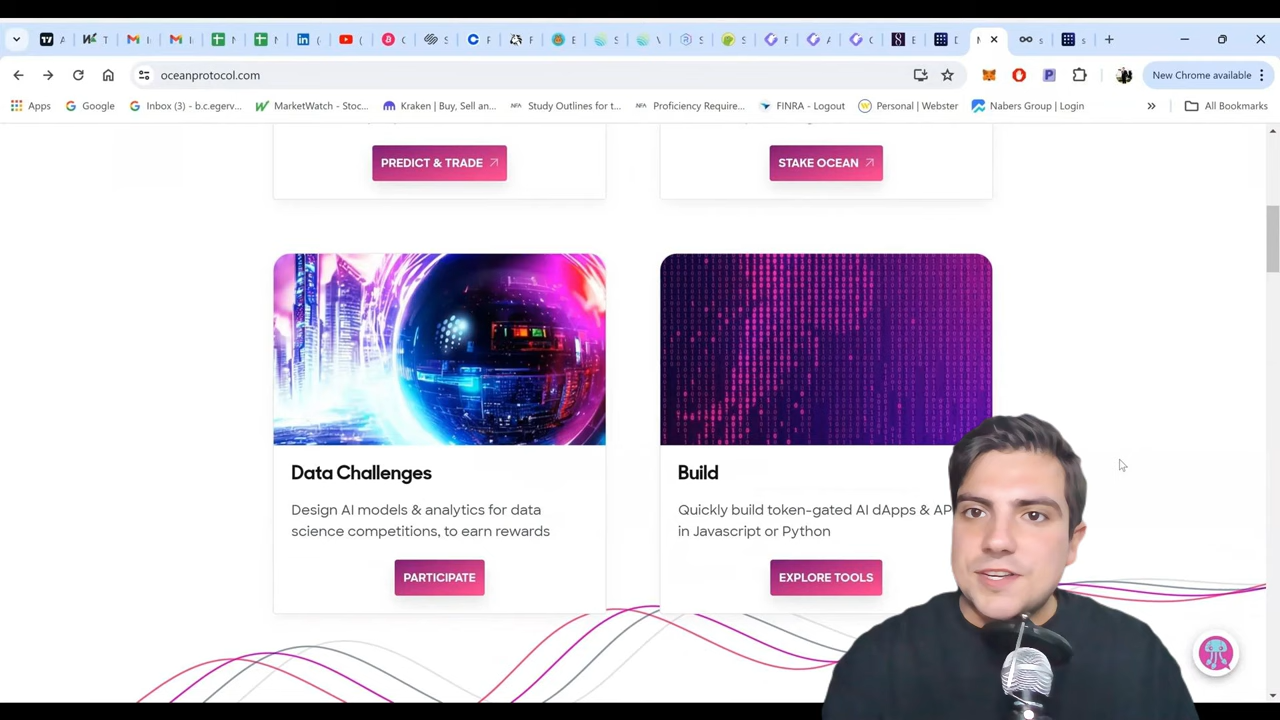 New Chrome available
oceanprotocol.com
Apps
Google
Inbox (3) - b.c.egerv...
MarketWatch - Stoc...
Kraken | Buy, Sell an...
Study Outlines for t...
Proficiency Require...
FINRA - Logout
Personal | Webster
Nabers Group | Login
All Bookmarks
PREDICT & TRADE
STAKE OCEAN
Data Challenges
Design AI models & analytics for data
science competitions, to earn rewards
PARTICIPATE
Build
Quickly build token-gated AI dApps & AP
in Javascript or Python
EXPLORE TOOLS